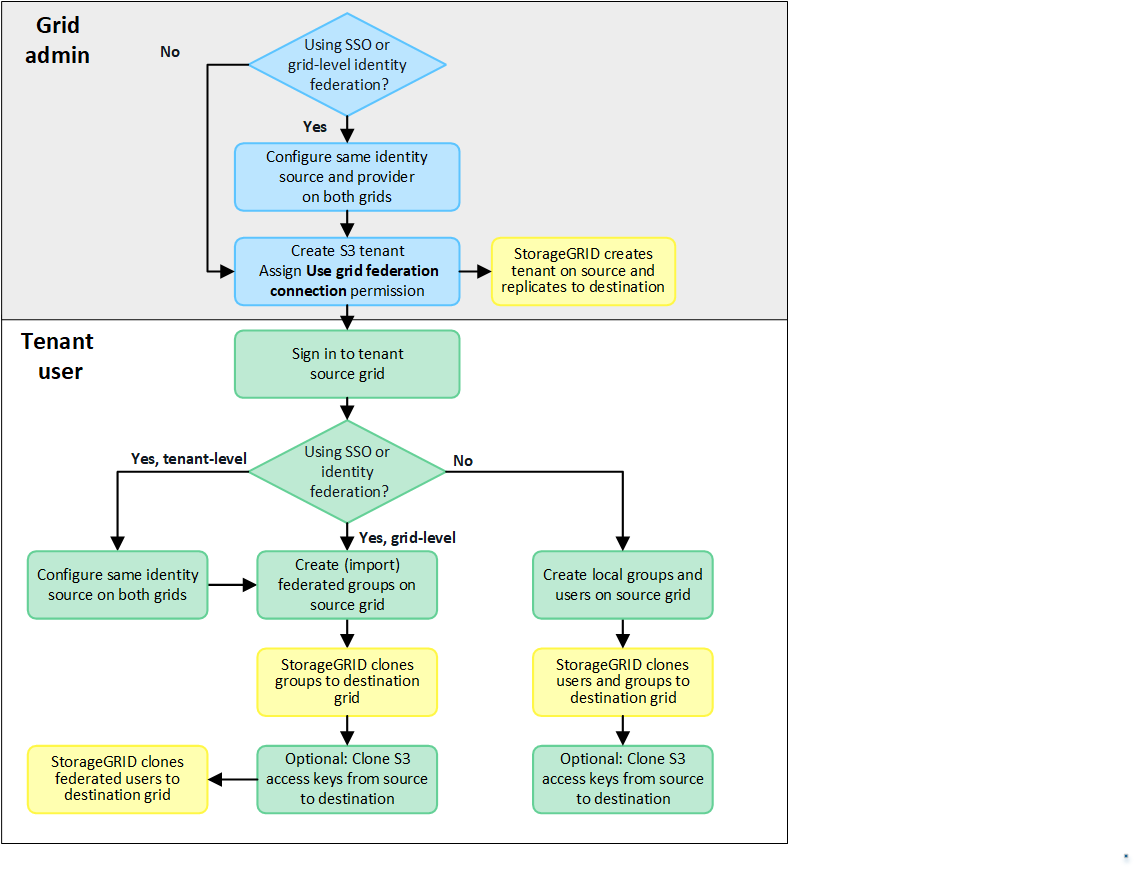 Grid
admin
No
Using SSO or
grid-level identity
federation?
Yes
Configure same identity
source and provider
on both grids
Create S3 tenant
Assign Use grid federation
connection permission
StorageGRID creates
tenant on source and
replicates to destination
Tenant
user
Sign in to tenant
source grid
Using SSO or
identity
federation?
Yes, tenant-level
No
Yes, grid-level
Configure same identity
source on both grids
Create (import)
federated groups on
source grid
Create local groups and
users on source grid
StorageGRID clones
groups to destination
grid
StorageGRID clones
users and groups to
destination grid
StorageGRID clones
federated users to
destination grid
Optional: Clone S3
access keys from source
to destination
Optional: Clone S3
access keys from source
to destination